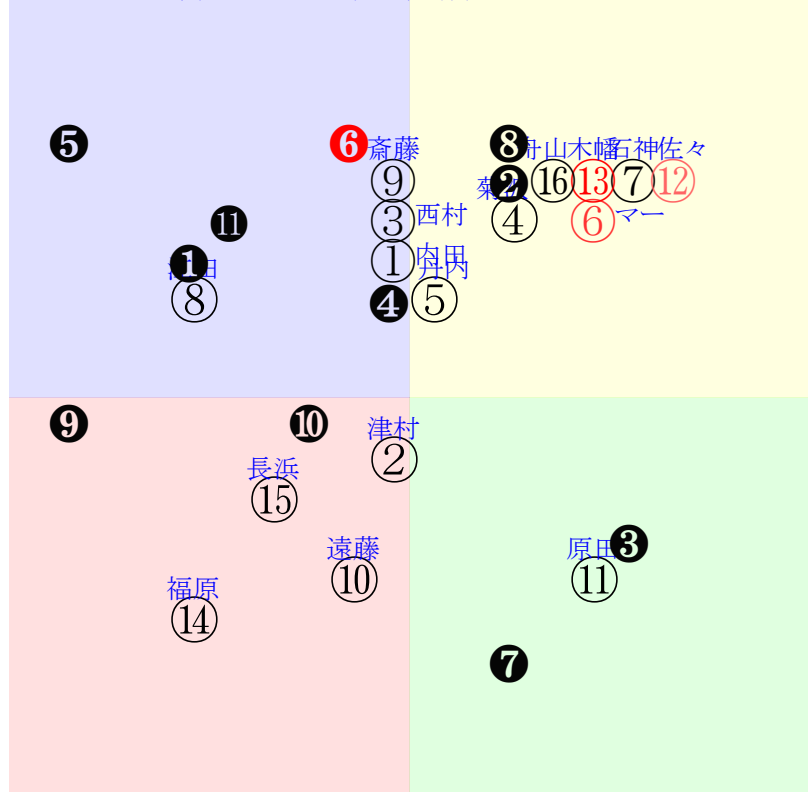 ❺ ❻ 斎藤 ❽ 舟山 木幡 石神 佐々
⑨ ❷ ⑯ ⑬ ⑦ ⑫
⓫ ③ 西村 ④ ⑥ マー
❶ ① 内田
丹内
⑧ ❹ ⑤
❾ ❿ 津村
②
長浜
⑮
遠藤 原田 ❸
⑩ ⑪
福原
⑭
❼